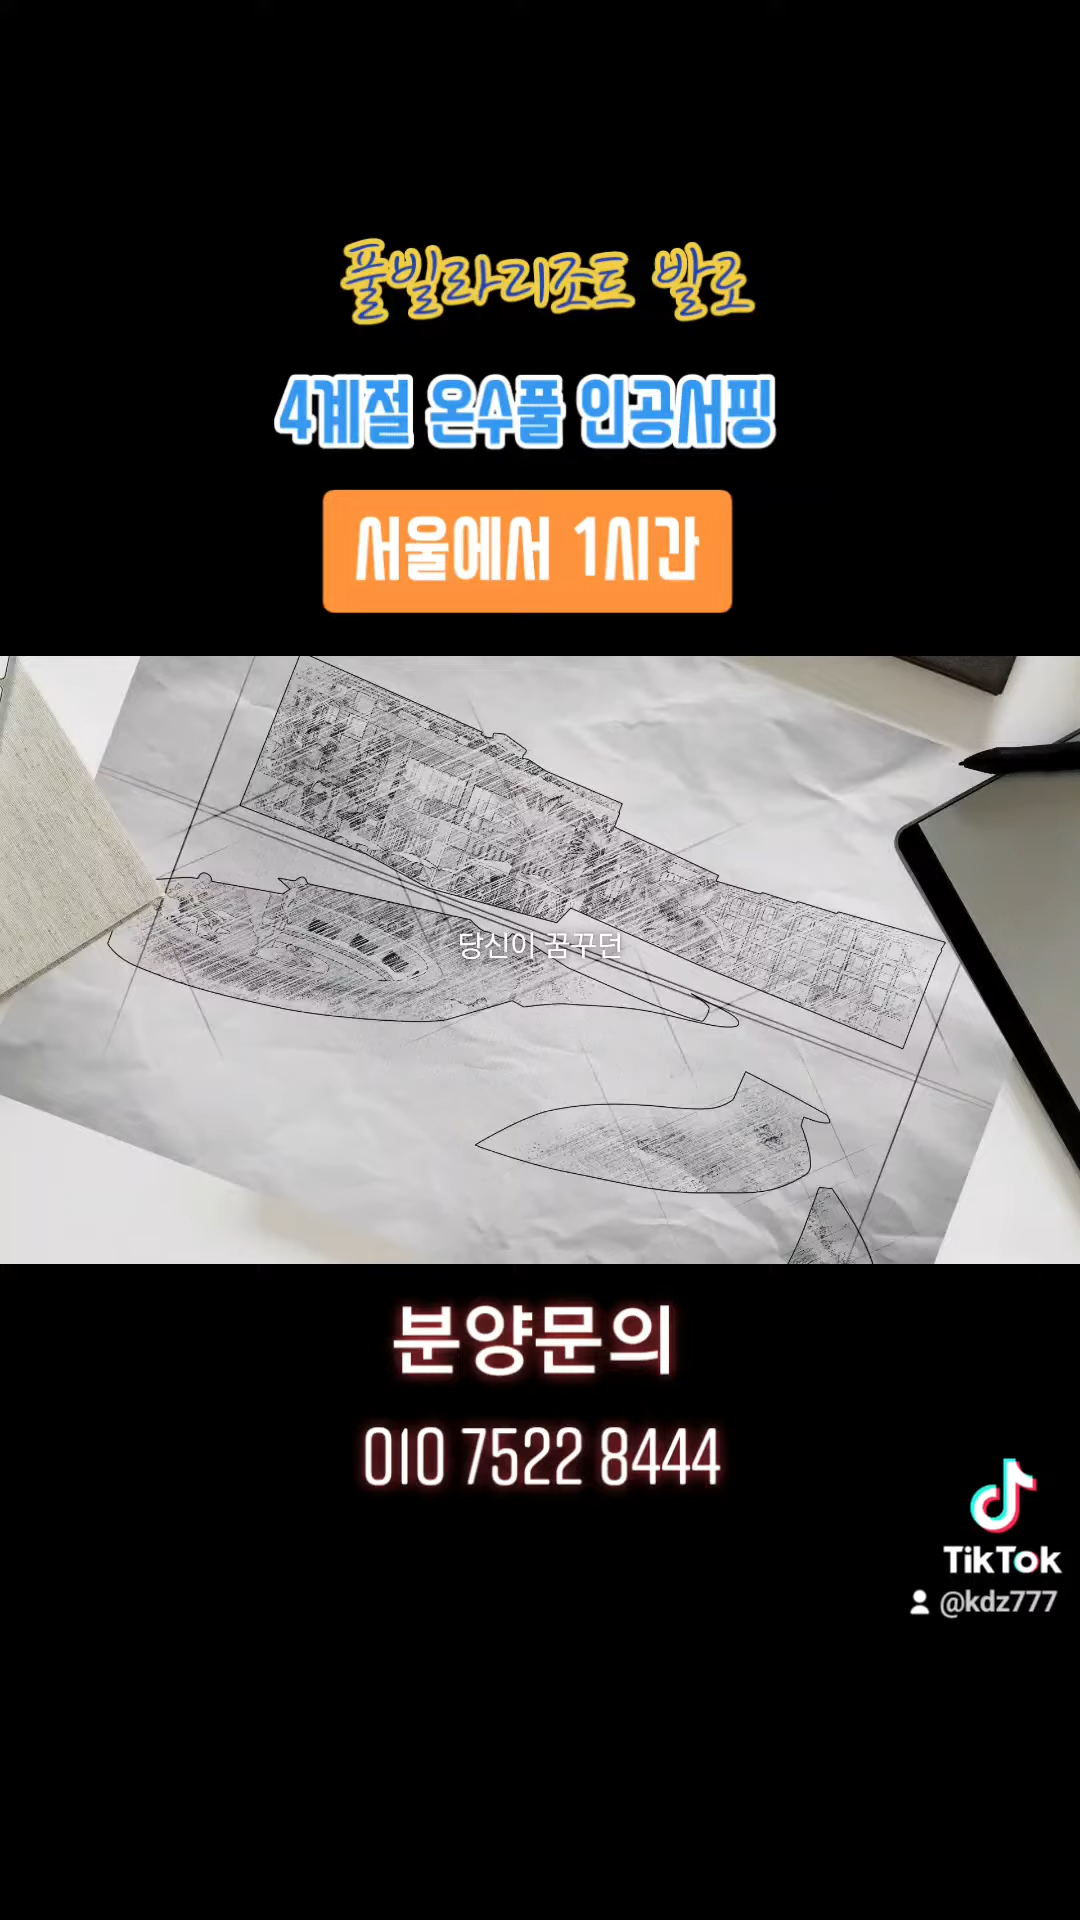 풀빌라리조트 발로
4계절 온수풀 인공서핑
서울에서 1시간
당신이 꿈꾸던
분양문의
010 7522 8444
TikTok
@kdz777